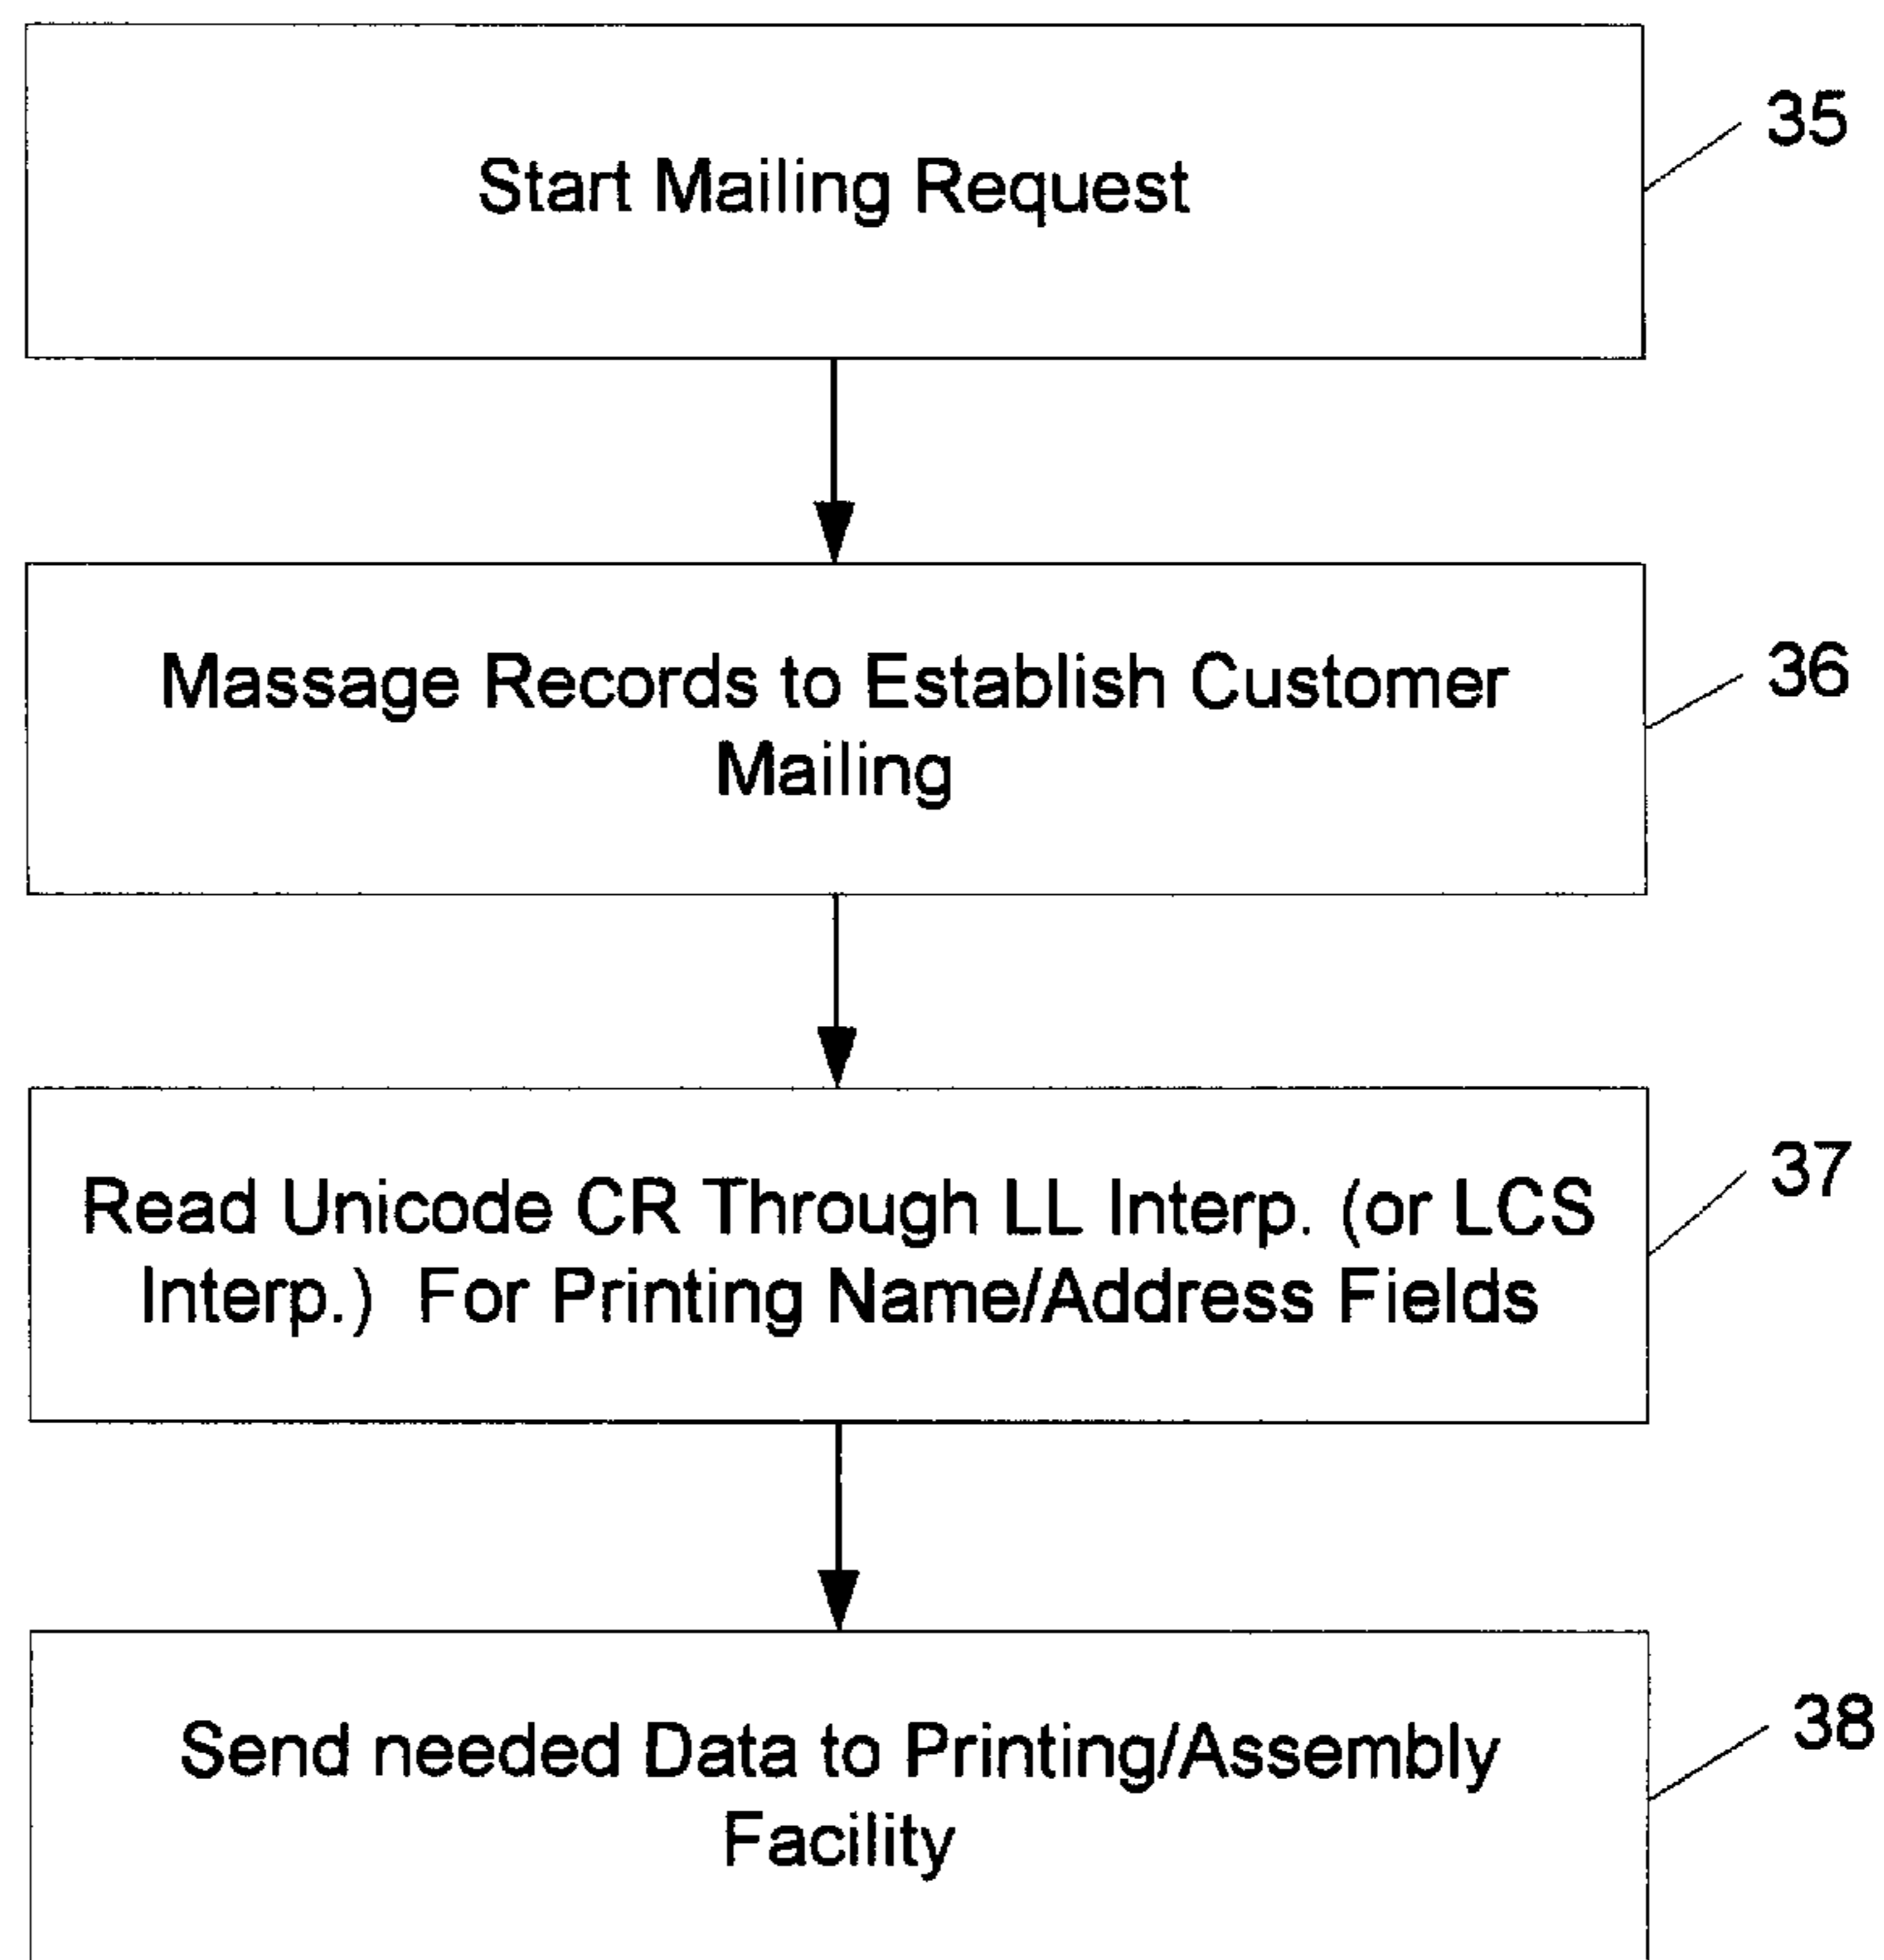 Start Mailing Request
35
Massage Records to Establish Customer
Mailing
36
Read Unicode CR Through LL Interp. (or LCS
Interp.)  For Printing Name/Address Fields
37
Send needed Data to Printing/Assembly
Facility
38